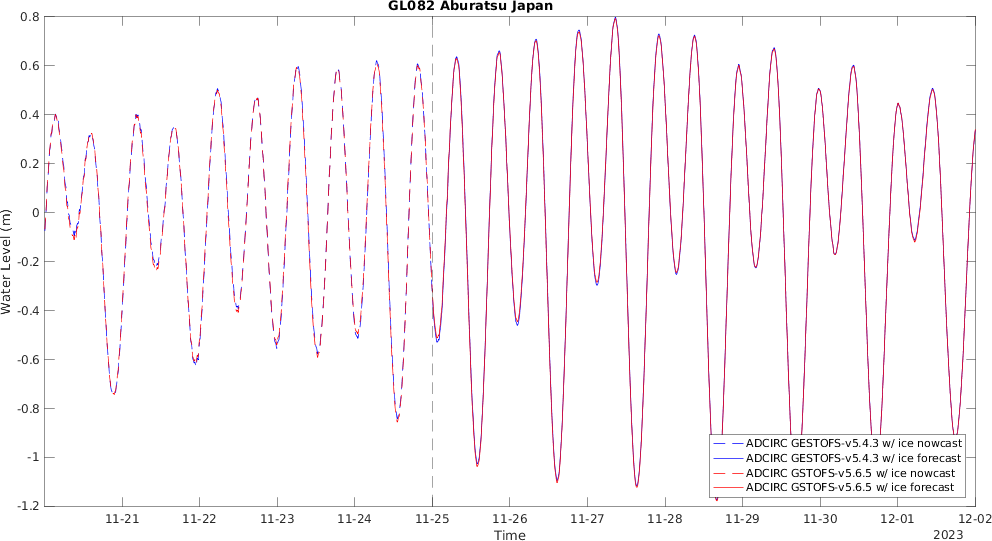 GL082 Aburatsu Japan
0.8
0.6
0.4
0.2
0
-0.2
-0.4
-0.6
-0.8
-1
-1.2
Water Level (m)
ADCIRC GESTOFS-v5.4.3 w/ ice nowcast
ADCIRC GESTOFS-v5.4.3 w/ ice forecast
ADCIRC GSTOFS-v5.6.5 w/ ice nowcast
ADCIRC GSTOFS-v5.6.5 w/ ice forecast
11-21 11-22 11-23 11-24 11-25 11-26 11-27 11-28 11-29 11-30 12-01 12-02
Time
2023